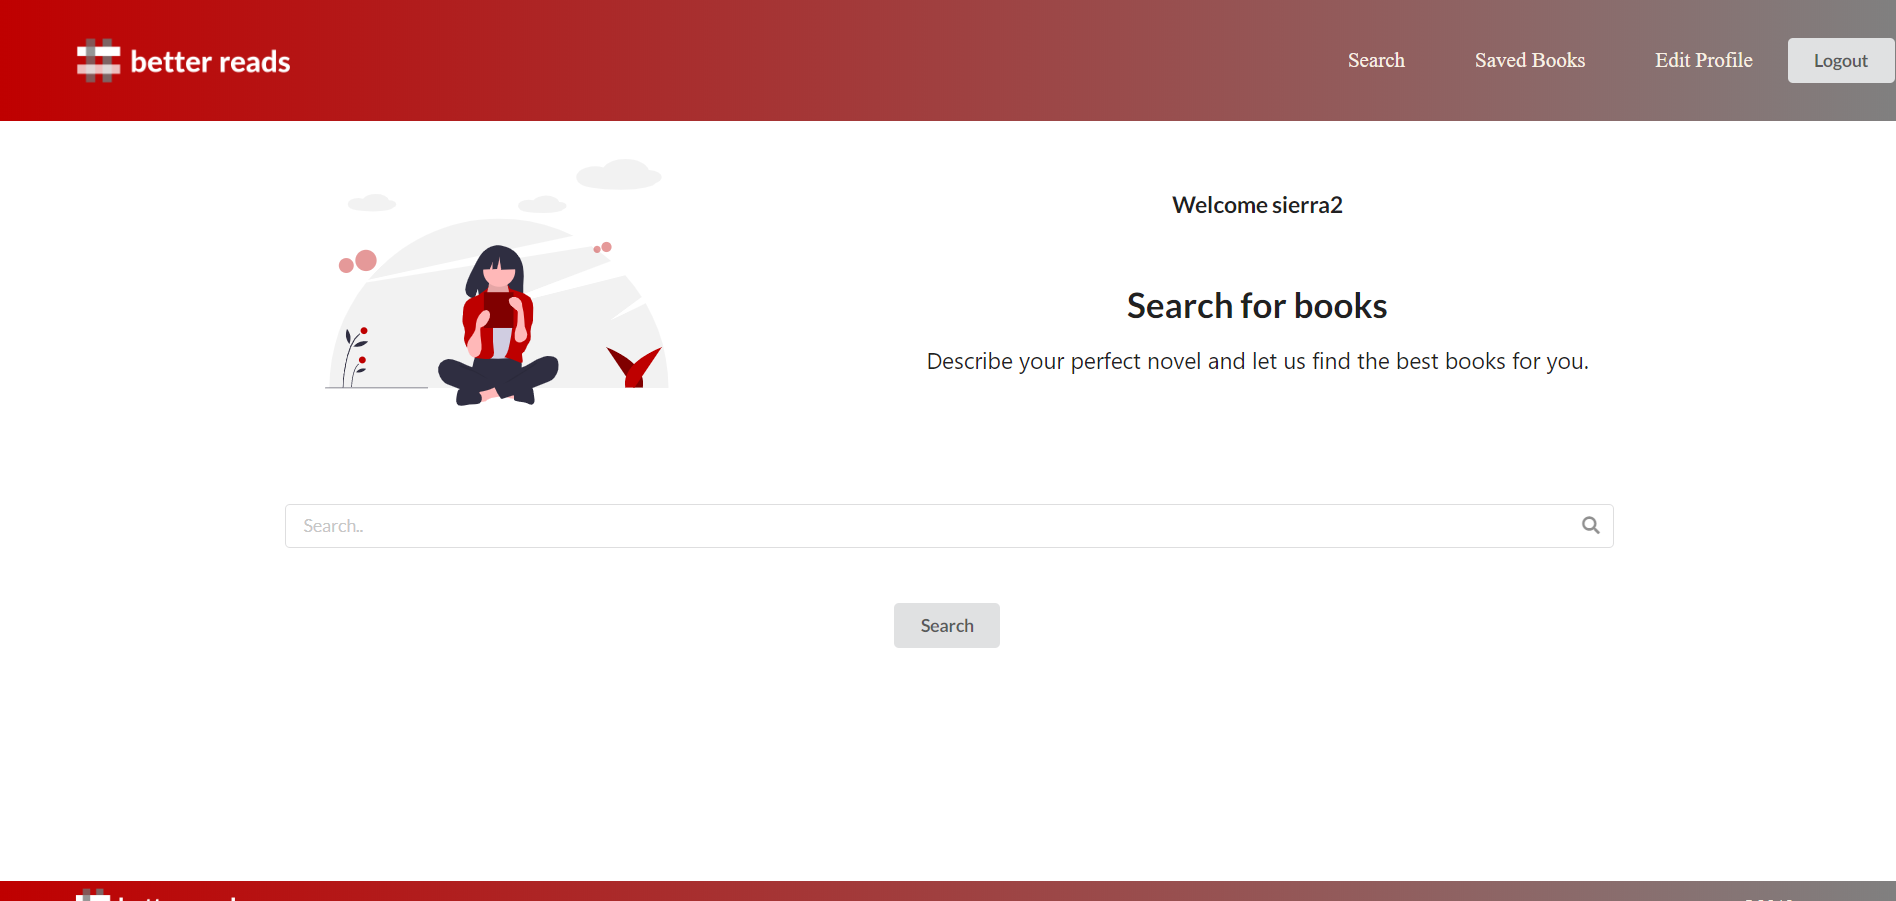 better reads
Search
Saved Books
Edit Profile
Logout
Welcome sierra2
Search for books
Describe your perfect novel and let us find the best books for you.
Search..
Search